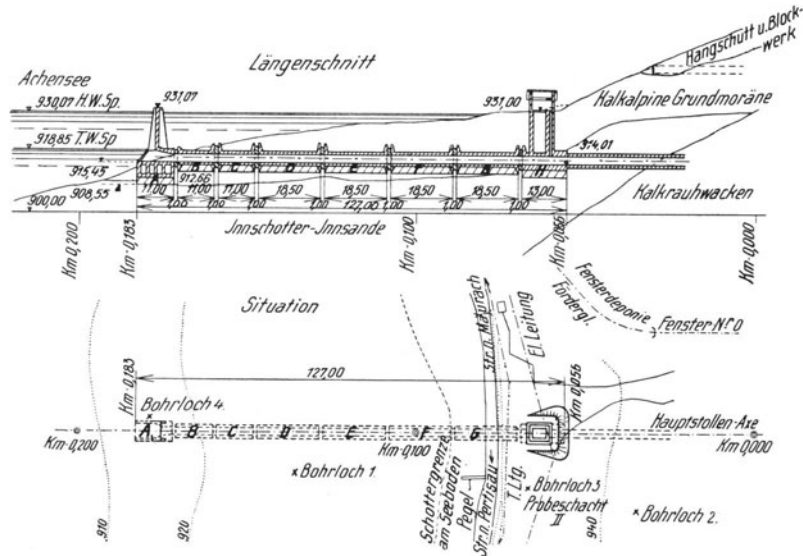 Längenschnitt
Hangschutt u. Block-
werk
Achensee
930,07 H.W.Sp.
931,07
931,00
Kalkalpine Grundmoräne
918,85 T.W.Sp
914,01
915,45
908,55
912,66
B C D E F H
11,00 11,00 11,00 18,50 18,50 18,50 18,50 13,00
1,00 1,00 1,00 1,00 1,00 1,00
127,00
Kalkrauhwacken
900,00
Jnnschotter-Jnnsande
Km 0,200
Km-0,183
Km-0,100
Km-0,056
Km-0,000
Situation
Fensterdeponie
Fördergl.
Fenster Nr. 0
Str. n. Maurach
El. Leitung
127,00
Km-0,183
Km 0,056
Bohrloch 4.
Hauptstollen-Axe
A B C D E F G
Km-0,200
Km-0,100
Km 0,000
Bohrloch 1.
Schottergrenze
am Seeboden
Pegel
Str. n. Pertisau
T. Ltg.
Bohrloch 3
Probeschacht
II
Bohrloch 2.
910
920
940